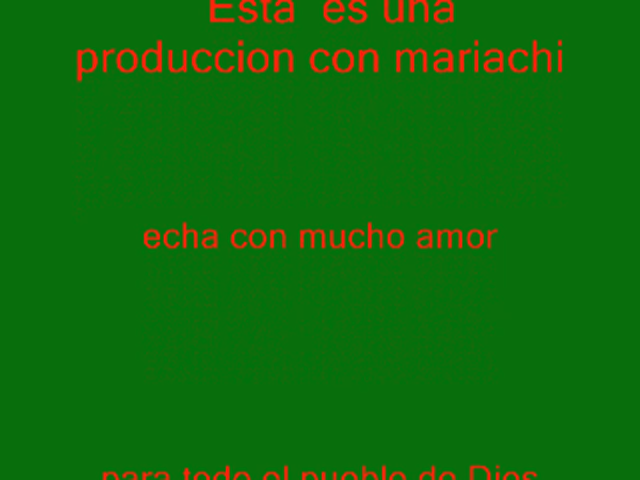 Esta es una
produccion con mariachi
echa con mucho amor
para todo el pueblo de Dios